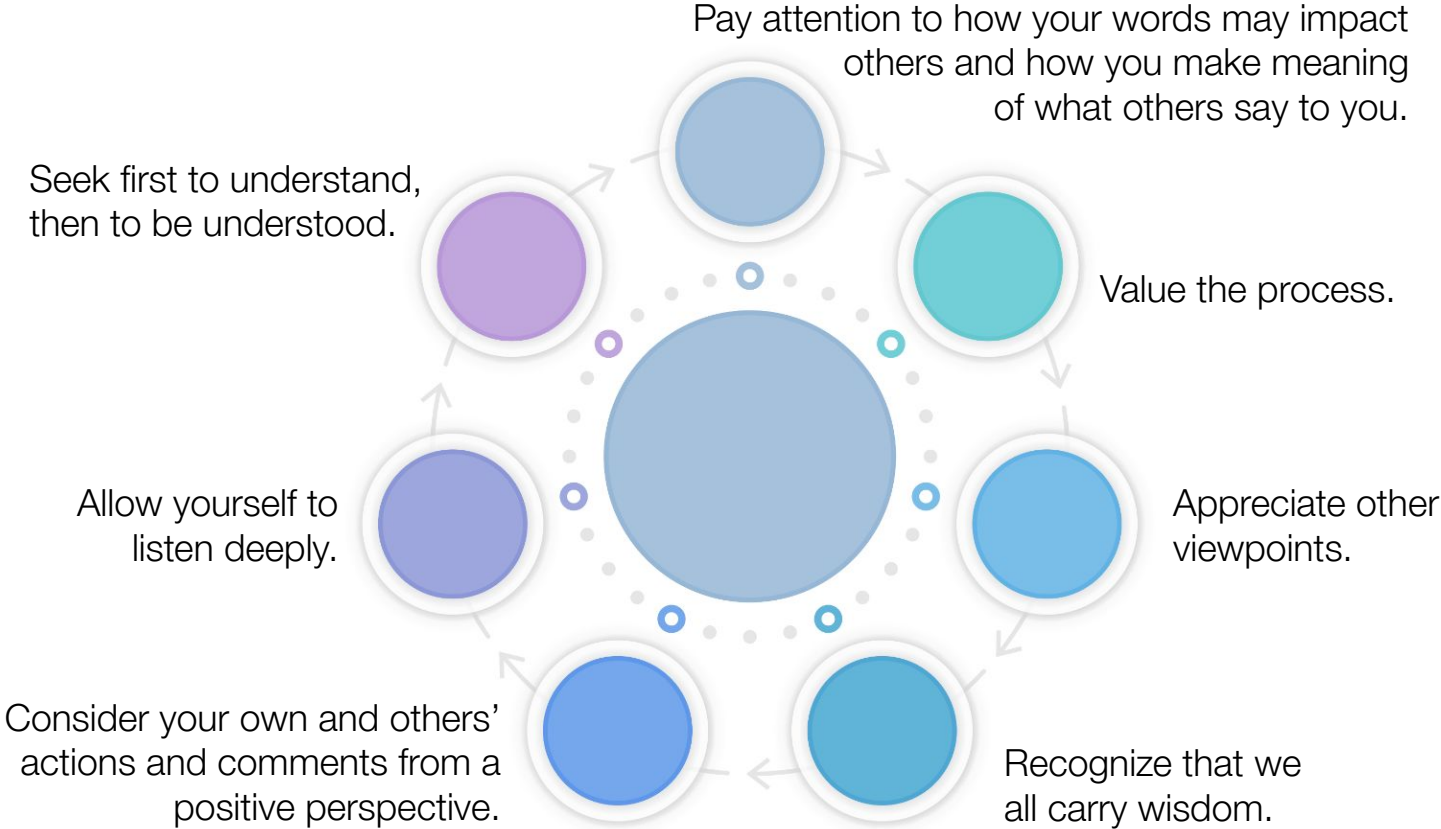 Pay attention to how your words may impact
others and how you make meaning
of what others say to you.
Value the process.
Appreciate other
viewpoints.
Recognize that we
all carry wisdom.
Consider your own and others’
actions and comments from a
positive perspective.
Allow yourself to
listen deeply.
Seek first to understand,
then to be understood.